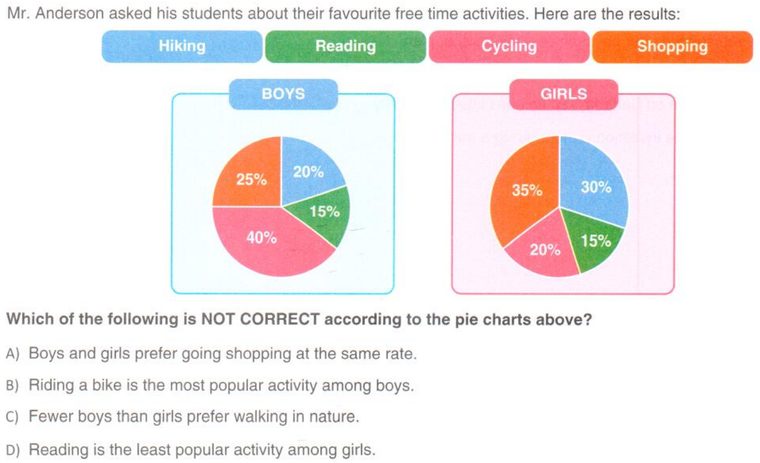 Mr. Anderson asked his students about their favourite free time activities. Here are the results:
Hiking
Reading
Cycling
Shopping
BOYS
GIRLS
25%
20%
15%
40%
35%
30%
15%
20%
Which of the following is NOT CORRECT according to the pie charts above?
A) Boys and girls prefer going shopping at the same rate.
B) Riding a bike is the most popular activity among boys.
C) Fewer boys than girls prefer walking in nature.
D) Reading is the least popular activity among girls.